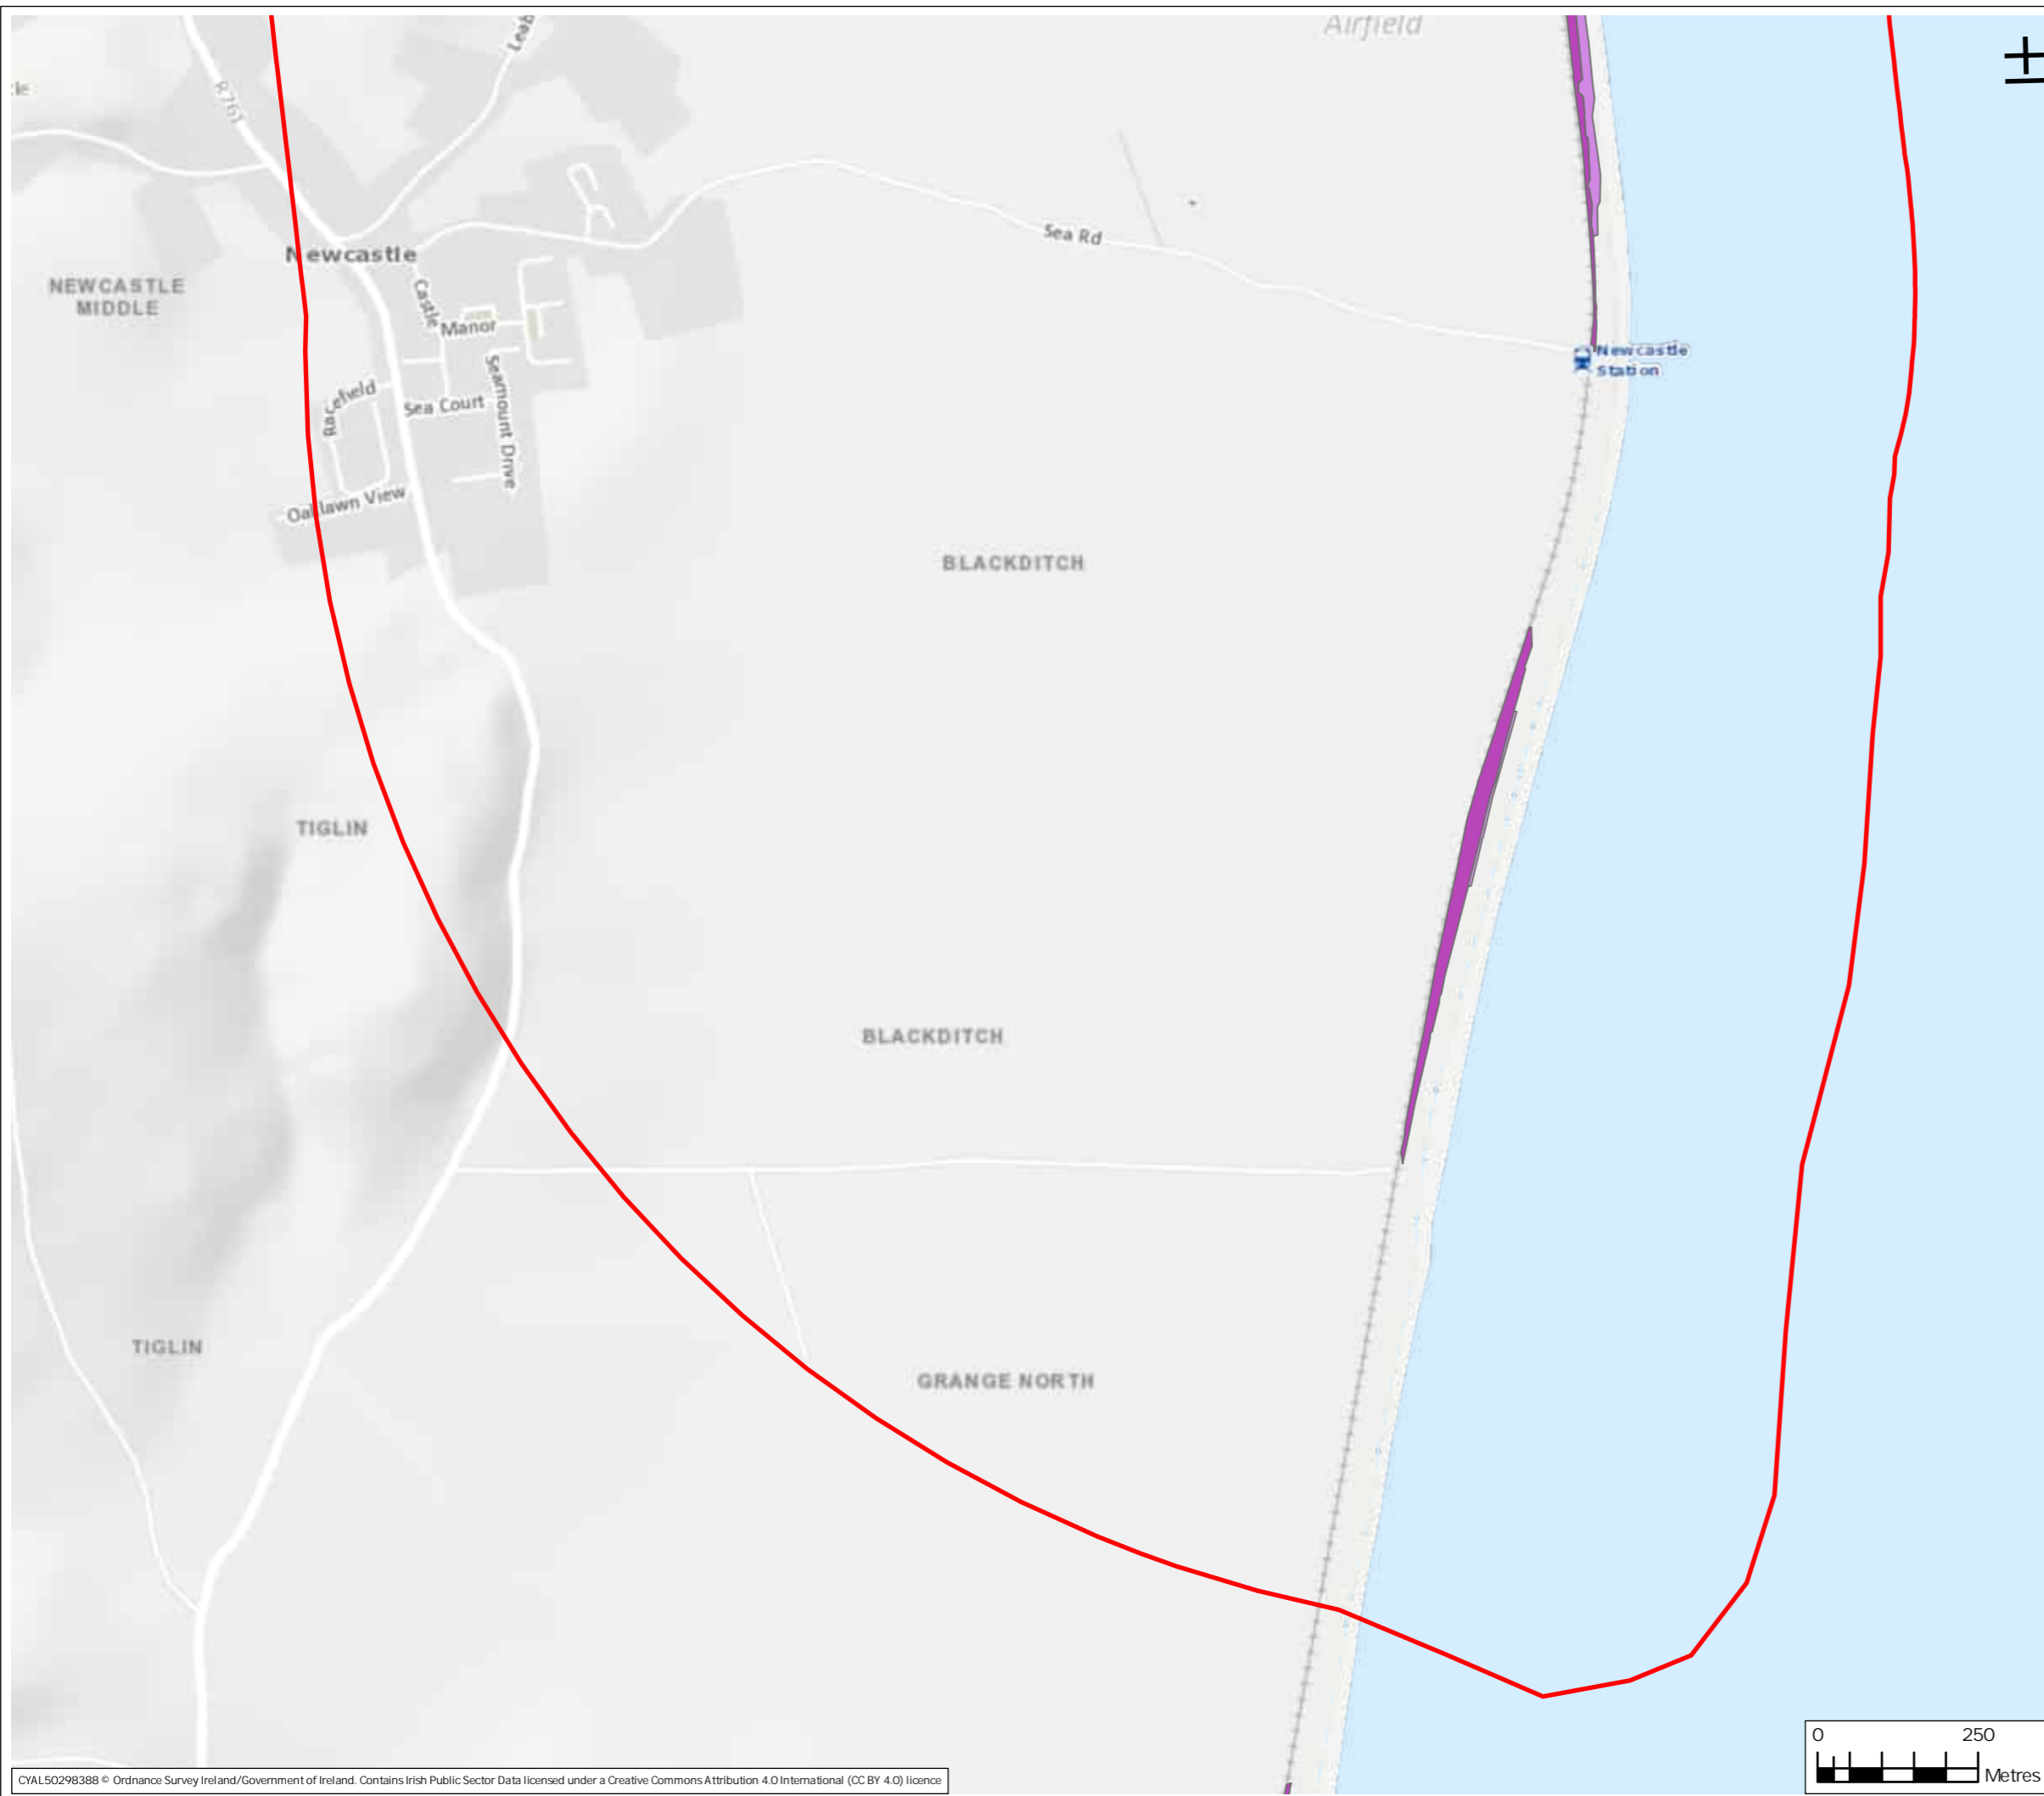 Airfield
Leab
R761
Newcastle
NEWCASTLE
MIDDLE
Sea Rd
Castle
Manor
Newcastle
Station
Racefield
Sea Court
Seamount Drive
Oaklawn View
BLACKDITCH
TIGLIN
BLACKDITCH
TIGLIN
GRANGE NORTH
0 250
Metres
CYAL50298388 © Ordnance Survey Ireland/Government of Ireland. Contains Irish Public Sector Data licensed under a Creative Commons Attribution 4.0 International (CC BY 4.0) licence